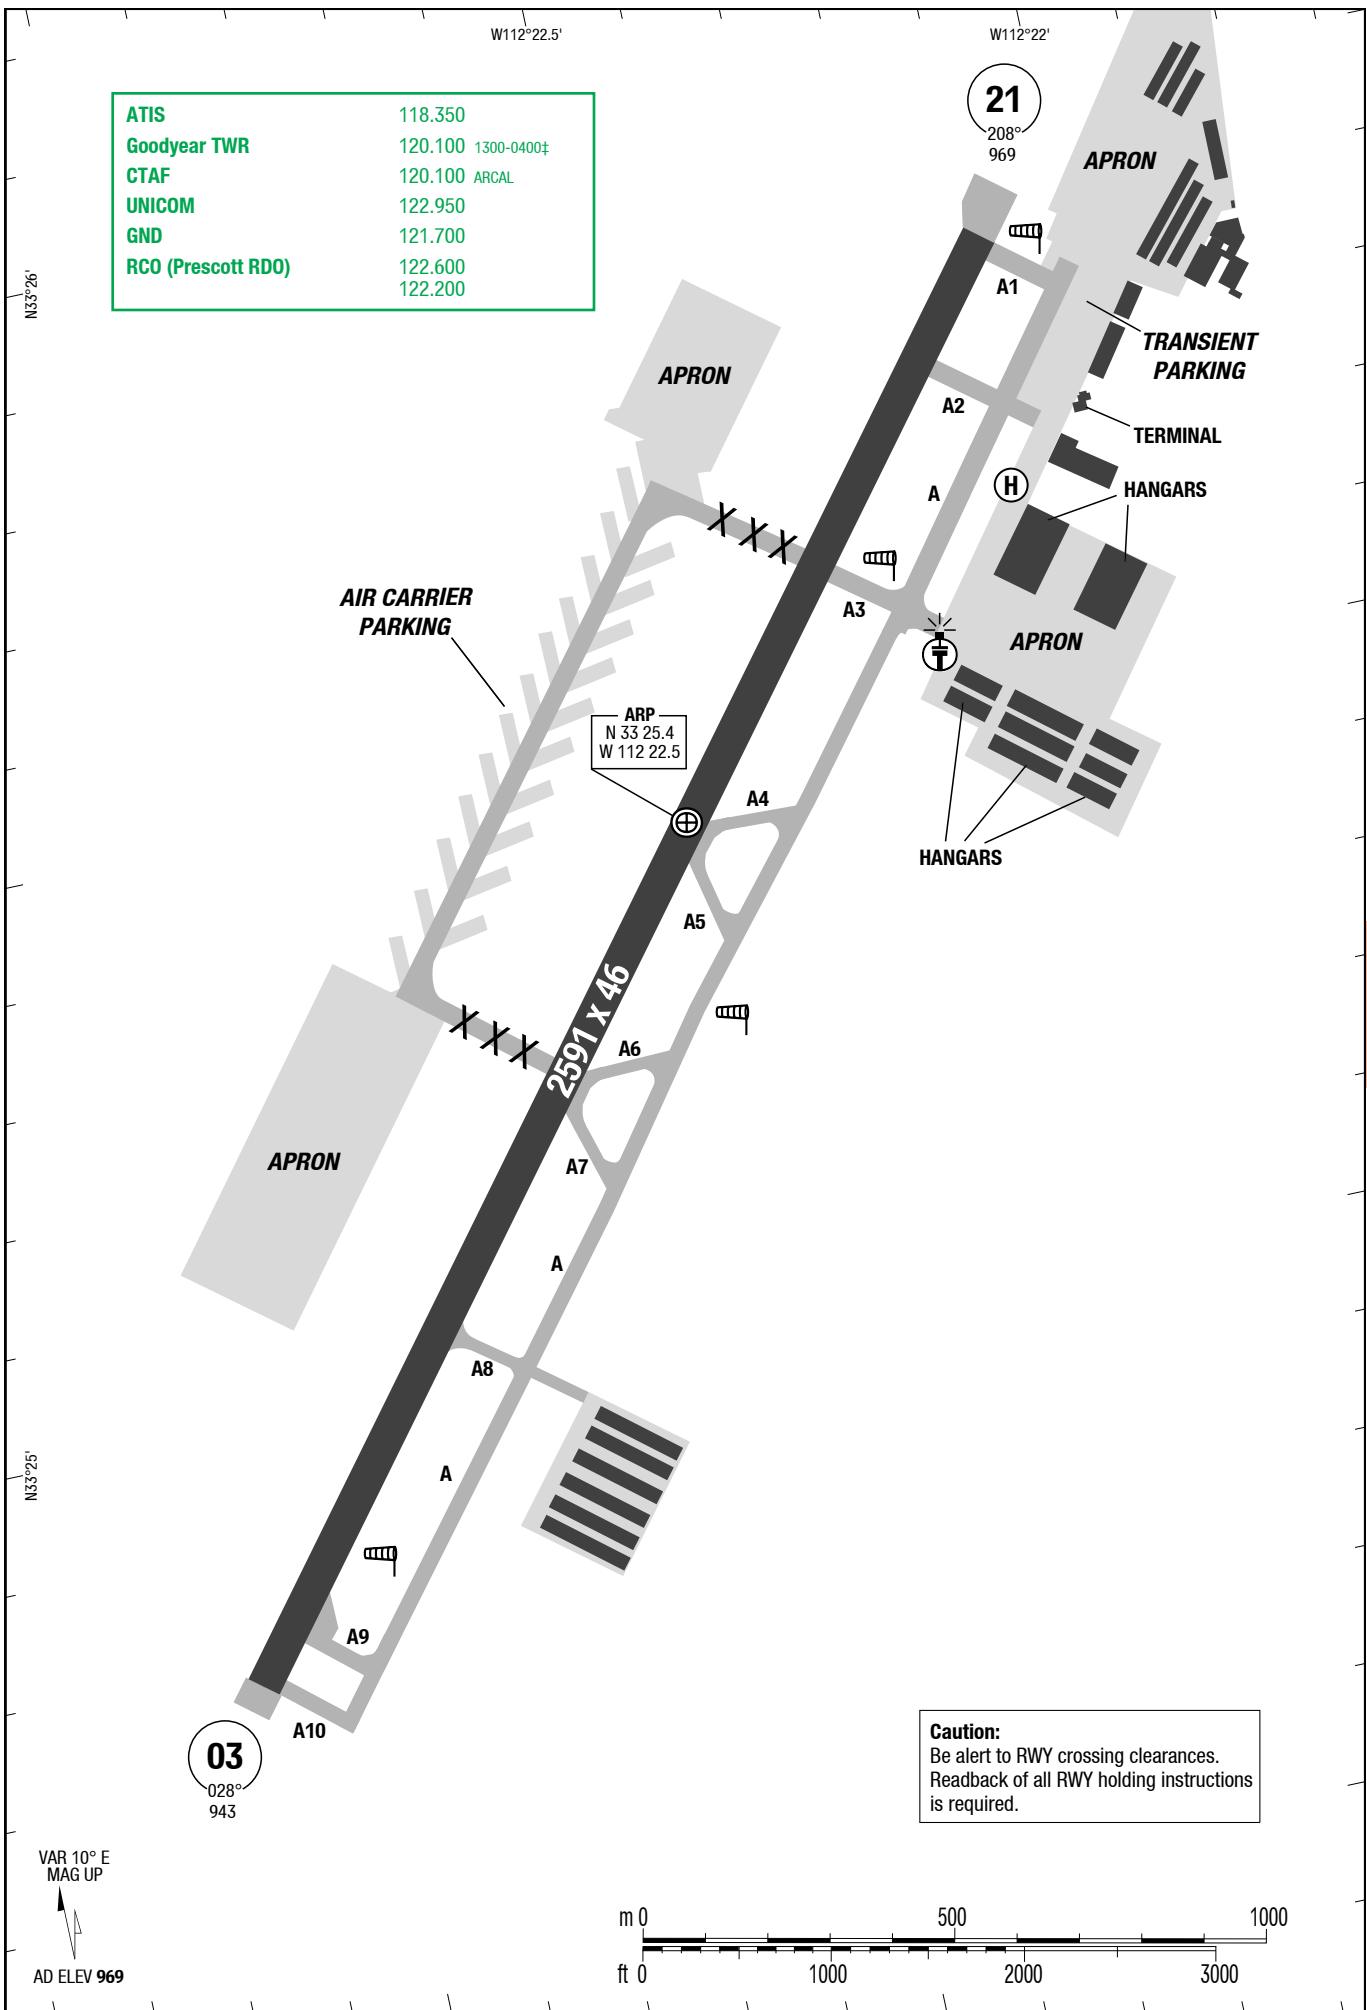 W112°22.5'
W112°22'
21
208°
969
ATIS 118.350
Goodyear TWR 120.100 1300-0400‡
CTAF 120.100 ARCAL
UNICOM 122.950
GND 121.700
RCO (Prescott RDO) 122.600
122.200
APRON
N33°26'
A1
TRANSIENT
PARKING
APRON
A2
TERMINAL
A
H
HANGARS
AIR CARRIER
PARKING
A3
APRON
ARP
N 33 25.4
W 112 22.5
A4
HANGARS
A5
2591 x 46
A6
APRON
A7
A
A8
N33°25'
A
A9
A10
03
028°
943
Caution:
Be alert to RWY crossing clearances.
Readback of all RWY holding instructions
is required.
VAR 10° E
MAG UP
AD ELEV 969
m 0 500 1000
ft 0 1000 2000 3000